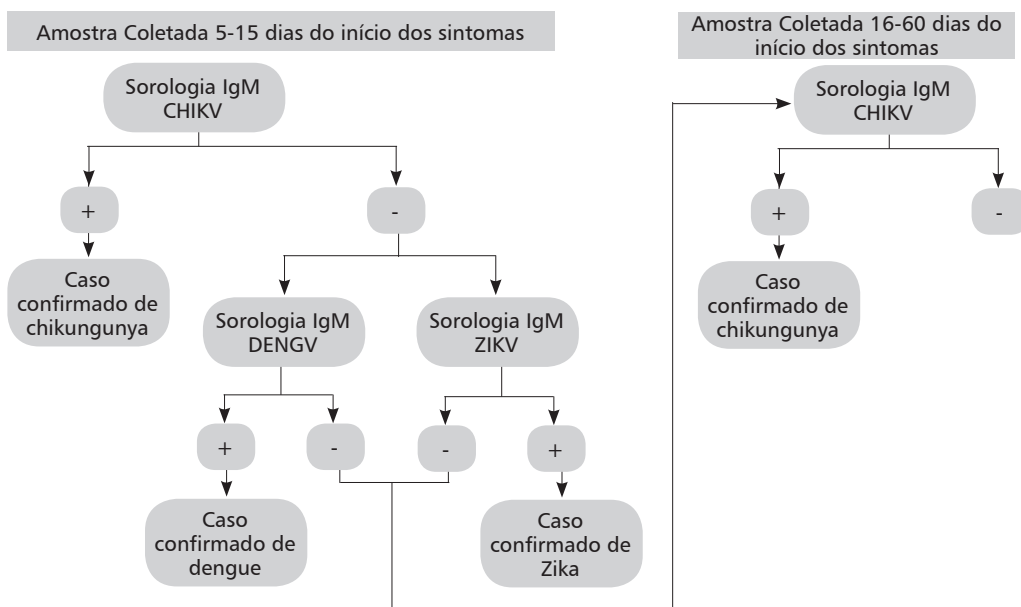 Amostra Coletada 5-15 dias do início dos sintomas
Sorologia IgM
CHIKV
+
-
Caso
confirmado de
chikungunya
Sorologia IgM
DENGV
Sorologia IgM
ZIKV
+
-
-
+
Caso
confirmado de
dengue
Caso
confirmado de
Zika
Amostra Coletada 16-60 dias do
início dos sintomas
Sorologia IgM
CHIKV
+
-
Caso
confirmado de
chikungunya